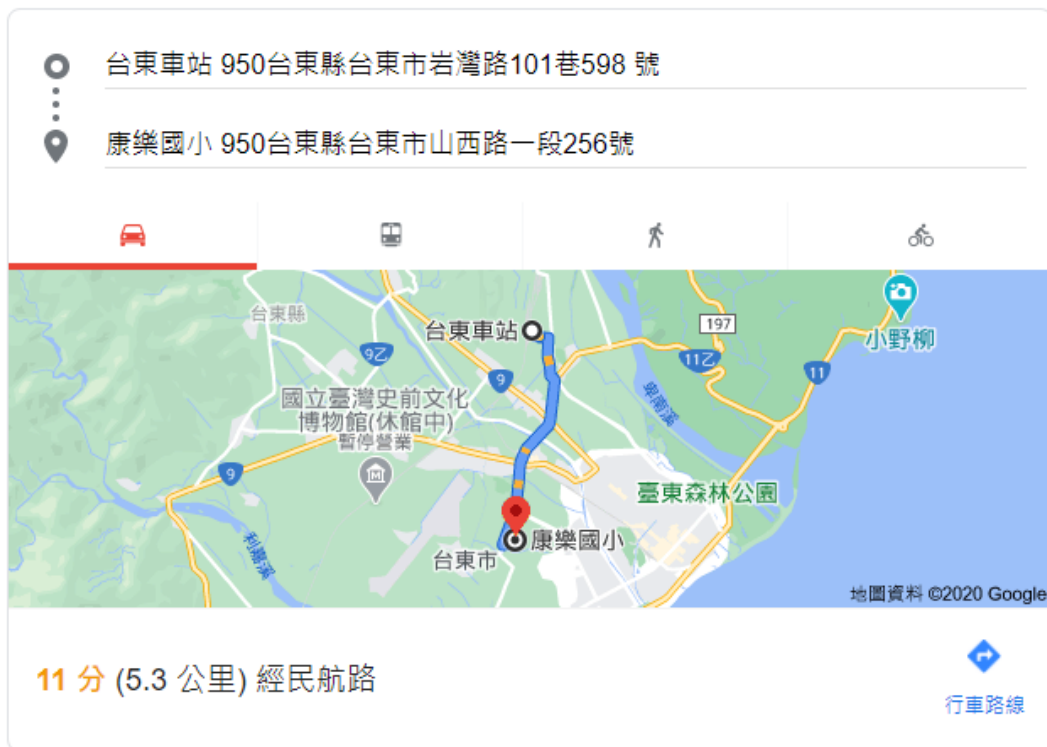 台東車站 950台東縣台東市岩灣路101巷598 號
康樂國小 950台東縣台東市山西路一段256號
台東縣
台東車站
197
小野柳
9乙
11乙
11
9
國立臺灣史前文化
博物館(休館中)
暫停營業
卑南溪
9
臺東森林公園
康樂國小
台東市
利嘉溪
地圖資料 ©2020 Google
11 分 (5.3 公里) 經民航路
行車路線